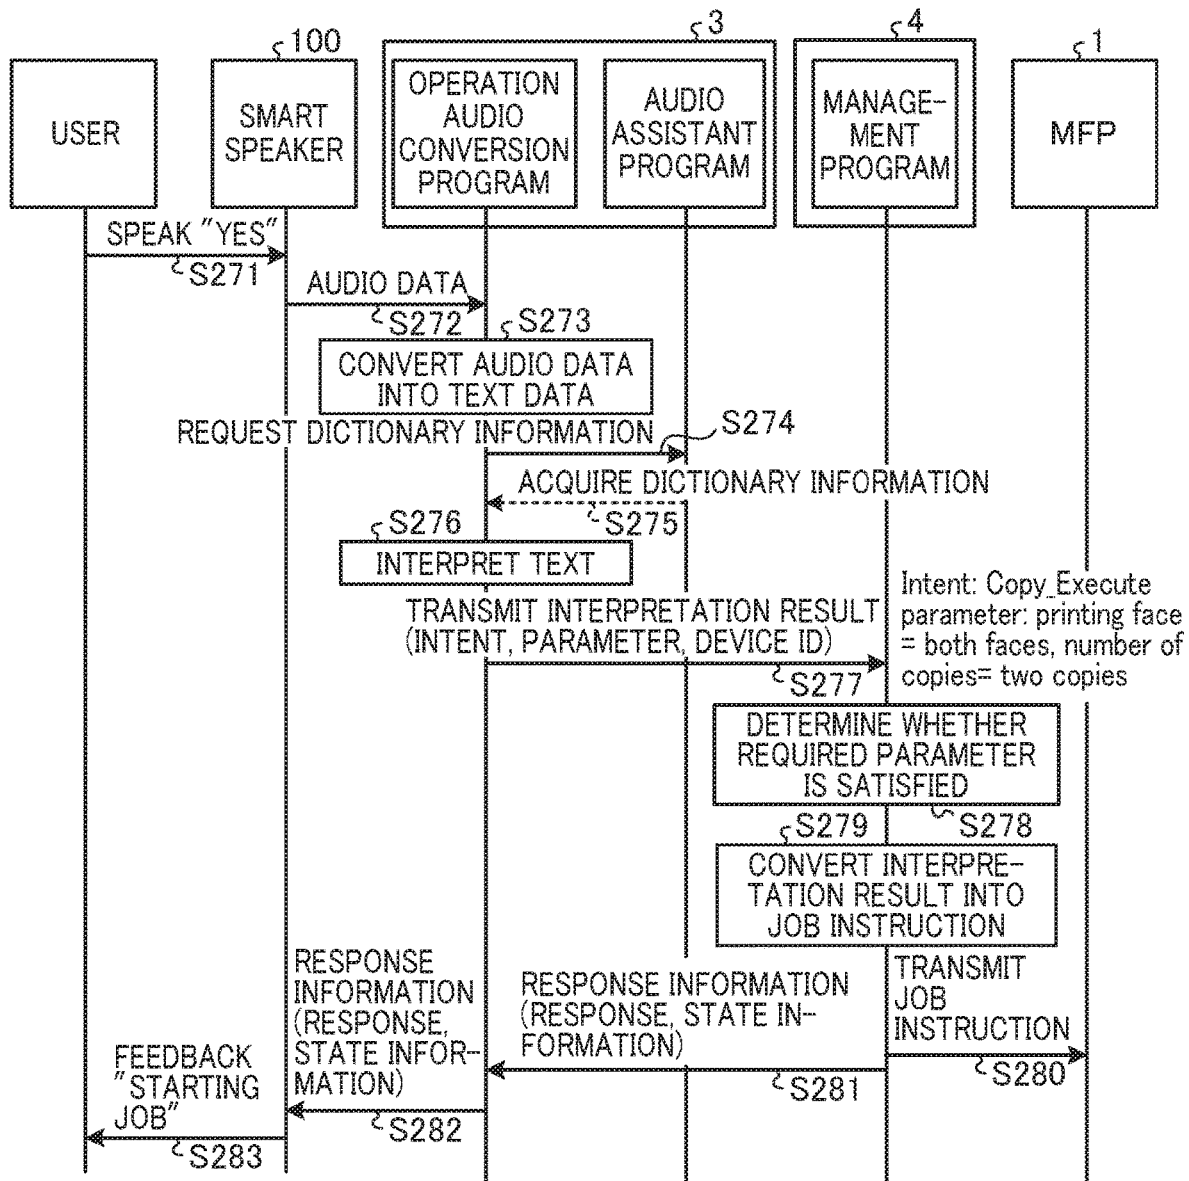 3
4
100
1
USER
SMART
SPEAKER
OPERATION
AUDIO
CONVERSION
PROGRAM
AUDIO
ASSISTANT
PROGRAM
MANAGE-
MENT
PROGRAM
MFP
SPEAK "YES"
S271
AUDIO DATA
S272
S273
CONVERT AUDIO DATA
INTO TEXT DATA
REQUEST DICTIONARY INFORMATION
S274
ACQUIRE DICTIONARY INFORMATION
S275
S276
INTERPRET TEXT
TRANSMIT INTERPRETATION RESULT
(INTENT, PARAMETER, DEVICE ID)
S277
Intent: Copy_Execute
parameter: printing face
= both faces, number of
copies= two copies
DETERMINE WHETHER
REQUIRED PARAMETER
IS SATISFIED
S278
S279
CONVERT INTERPRE-
TATION RESULT INTO
JOB INSTRUCTION
TRANSMIT
JOB
INSTRUCTION
S280
RESPONSE INFORMATION
(RESPONSE, STATE IN-
FORMATION)
S281
RESPONSE
INFORMATION
(RESPONSE,
STATE INFOR-
MATION)
S282
FEEDBACK
"STARTING
JOB"
S283